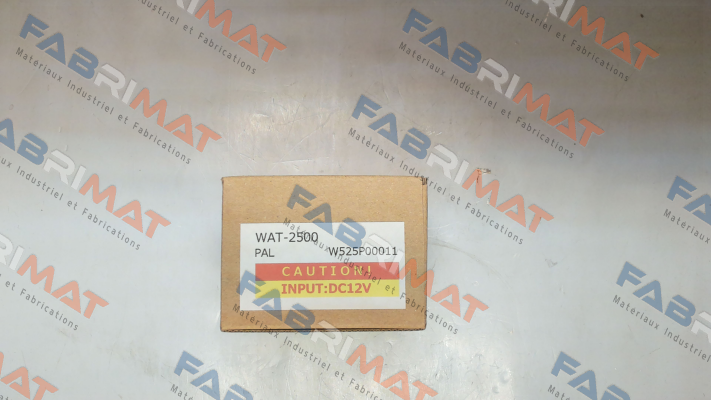 WAT-2500
PAL W525P00011
CAUTION!
INPUT:DC12V
FABRIMAT
Matériaux Industriel et Fabrications